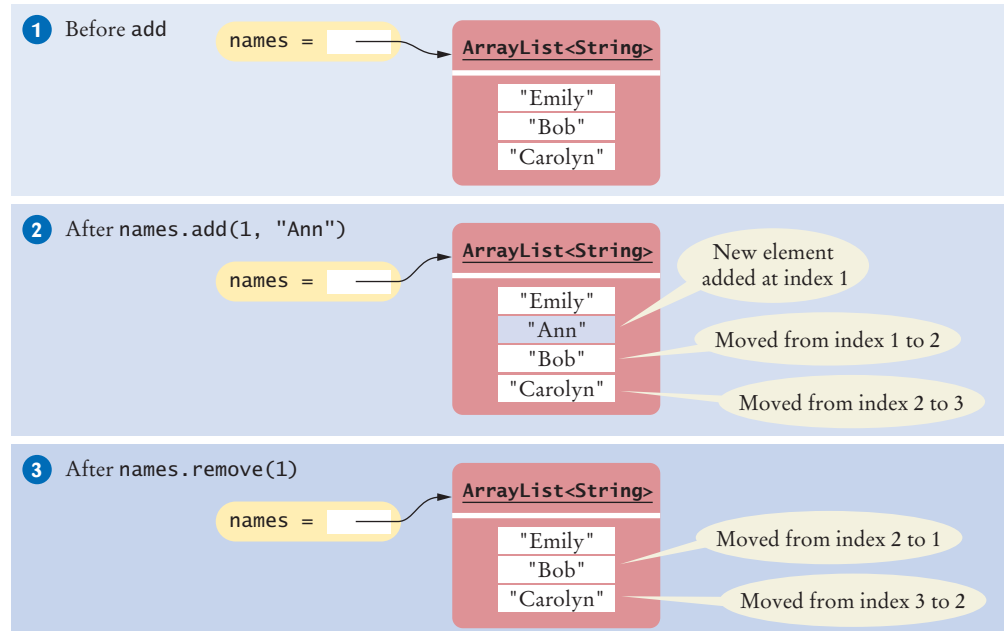 1 Before add
names =
ArrayList<String>
"Emily"
"Bob"
"Carolyn"
2 After names.add(1, "Ann")
names =
ArrayList<String>
"Emily"
"Ann"
"Bob"
"Carolyn"
New element
added at index 1
Moved from index 1 to 2
Moved from index 2 to 3
3 After names.remove(1)
names =
ArrayList<String>
"Emily"
"Bob"
"Carolyn"
Moved from index 2 to 1
Moved from index 3 to 2